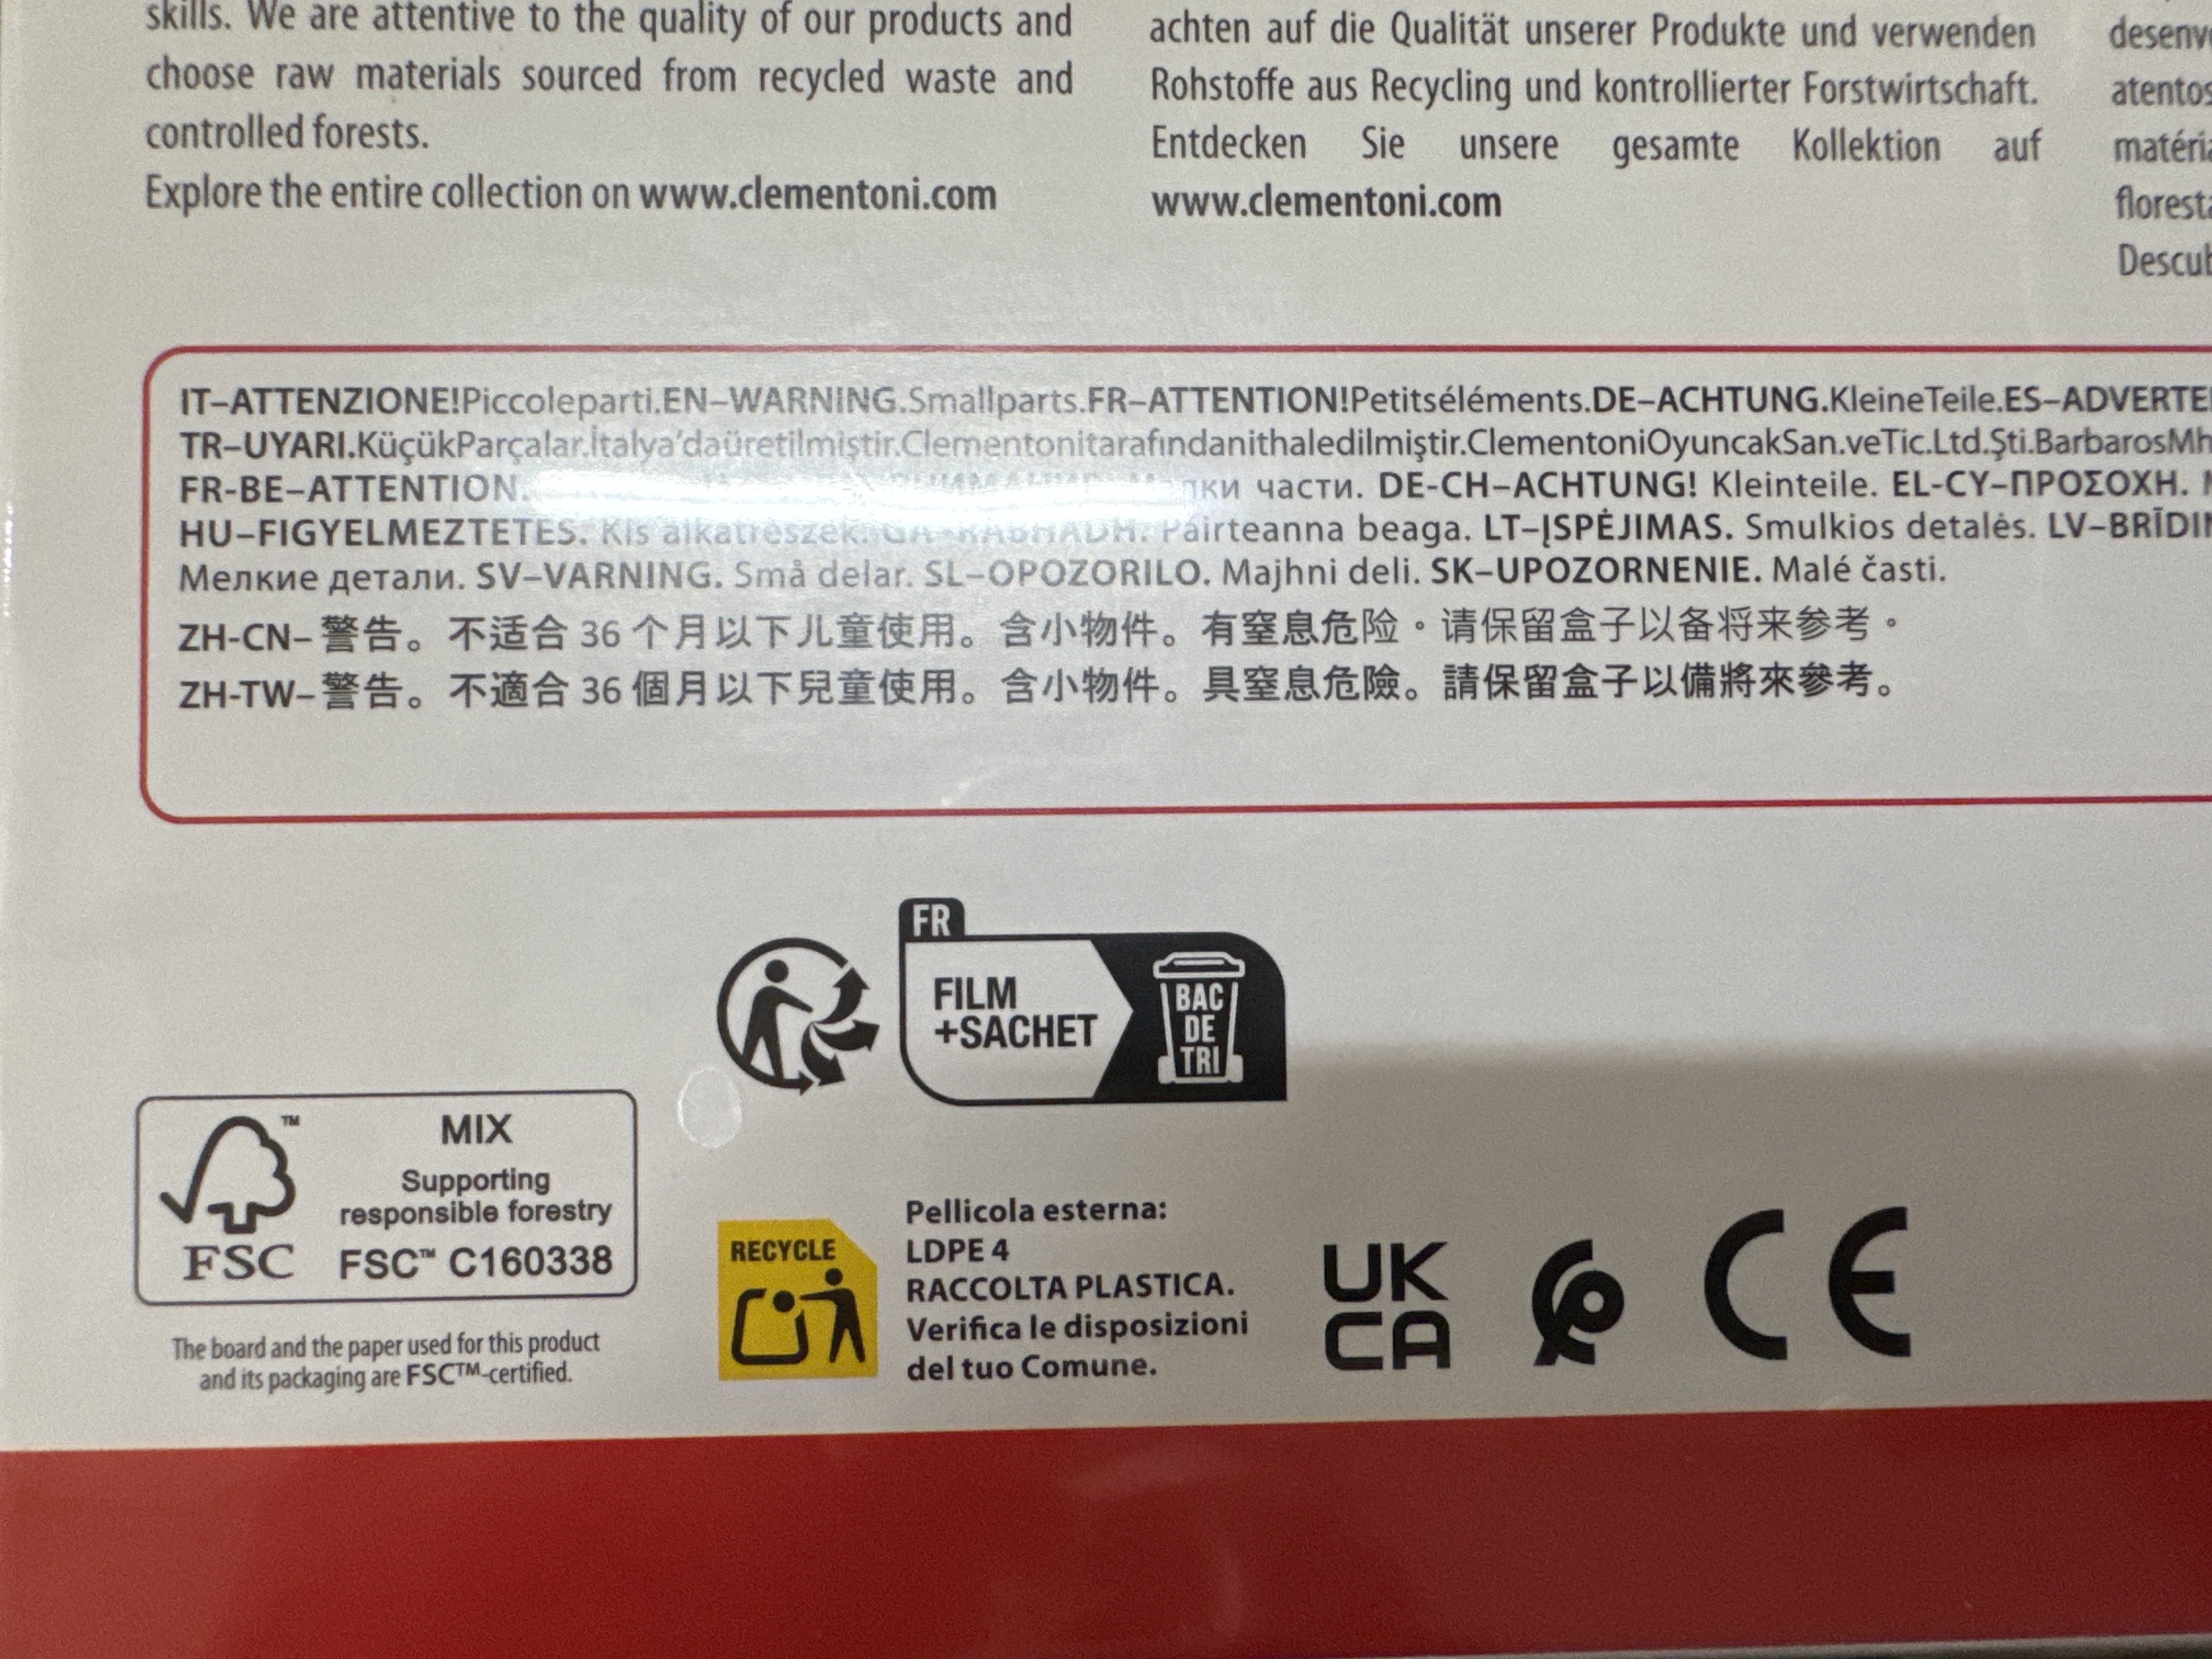 skills. We are attentive to the quality of our products and
choose raw materials sourced from recycled waste and
controlled forests.
Explore the entire collection on www.clementoni.com
achten auf die Qualität unserer Produkte und verwenden
Rohstoffe aus Recycling und kontrollierter Forstwirtschaft.
Entdecken Sie unsere gesamte Kollektion auf
www.clementoni.com
desenv
atentos
matéria
floresta
Descub
IT–ATTENZIONE!Piccoleparti.EN–WARNING.Smallparts.FR–ATTENTION!Petitséléments.DE–ACHTUNG.KleineTeile.ES–ADVERTE
TR–UYARI.KüçükParçalar.İtalya'daüretilmiştir.Clementonitarafındanithaledilmiştir.ClementoniOyuncakSan.veTic.Ltd.Şti.BarbarosMh
FR-BE–ATTENTION. части. DE-CH–ACHTUNG! Kleinteile. EL-CY–ΠΡΟΣΟΧΗ.
HU–FIGYELMEZTETES. Kis alkatrészek. GA–RABHADH. Páirteanna beaga. LT–ĮSPĖJIMAS. Smulkios detalės. LV–BRĪDI
Мелкие детали. SV–VARNING. Små delar. SL–OPOZORILO. Majhni deli. SK–UPOZORNENIE. Malé časti.
ZH-CN–警告。不适合 36 个月以下儿童使用。含小物件。有窒息危险。请保留盒子以备将来参考。
ZH-TW–警告。不適合 36 個月以下兒童使用。含小物件。具窒息危險。請保留盒子以備將來參考。
FR
FILM
+SACHET
BAC
DE
TRI
MIX
Supporting
responsible forestry
FSC FSC™ C160338
The board and the paper used for this product
and its packaging are FSC™-certified.
RECYCLE
Pellicola esterna:
LDPE 4
RACCOLTA PLASTICA.
Verifica le disposizioni
del tuo Comune.
UK
CA
CE